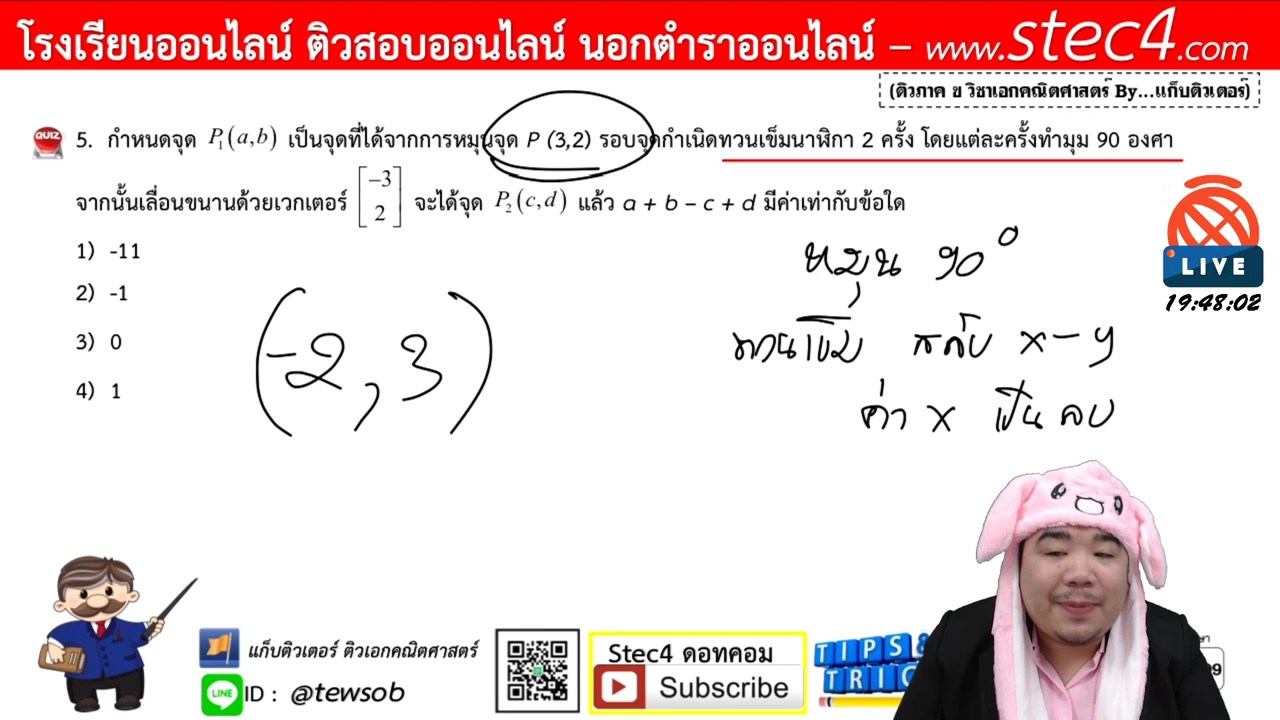 โรงเรียนออนไลน์ ติวสอบออนไลน์ นอกตำราออนไลน์ – www.stec4.com
(ติวภาค ข วิชาเอกคณิตศาสตร์ By...แก็บติวเตอร์)
QUIZ 5. กำหนดจุด P₁(a,b) เป็นจุดที่ได้จากการหมุนจุด P (3,2) รอบจุดกำเนิดทวนเข็มนาฬิกา 2 ครั้ง โดยแต่ละครั้งทำมุม 90 องศา
จากนั้นเลื่อนขนานด้วยเวกเตอร์ [-3 2] จะได้จุด P₂(c,d) แล้ว a + b – c + d มีค่าเท่ากับข้อใด
1) -11
2) -1
3) 0
4) 1
(-2, 3)
หมุน 90°
ทวนเข็ม สลับ x - y
ค่า x เป็น ลบ
LIVE
19:48:02
แก็บติวเตอร์ ติวเอกคณิตศาสตร์
LINE ID : @tewsob
Stec4 ดอทคอม
Subscribe
TIPS &